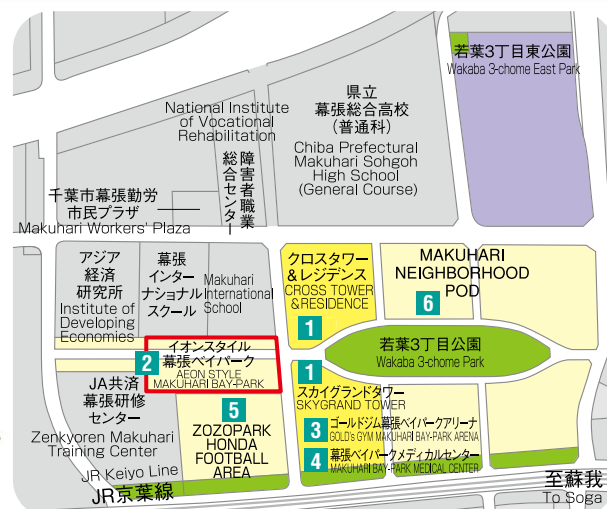 若葉3丁目東公園
Wakaba 3-chome East Park
県立
幕張総合高校
（普通科）
Chiba Prefectural
Makuhari Sohgoh
High School
(General Course)
National Institute
of Vocational
Rehabilitation
障害者職業
総合センター
千葉市幕張勤労
市民プラザ
Makuhari Workers' Plaza
アジア
経済
研究所
Institute of
Developing
Economies
幕張
インター
ナショナル
スクール
Makuhari
International
School
クロスタワー
&レジデンス
CROSS TOWER
&RESIDENCE
1
MAKUHARI
NEIGHBORHOOD
POD
6
若葉3丁目公園
Wakaba 3-chome Park
2
イオンスタイル
幕張ベイパーク
AEON STYLE
MAKUHARI BAY-PARK
1
スカイグランドタワー
SKYGRAND TOWER
JA共済
幕張研修
センター
Zenkyoren Makuhari
Training Center
5
ZOZOPARK
HONDA
FOOTBALL
AREA
3 ゴールドジム幕張ベイパークアリーナ
GOLD's GYM MAKUHARI BAY-PARK ARENA
4 幕張ベイパークメディカルセンター
MAKUHARI BAY-PARK MEDICAL CENTER
JR Keiyo Line
JR京葉線
至蘇我
To Soga